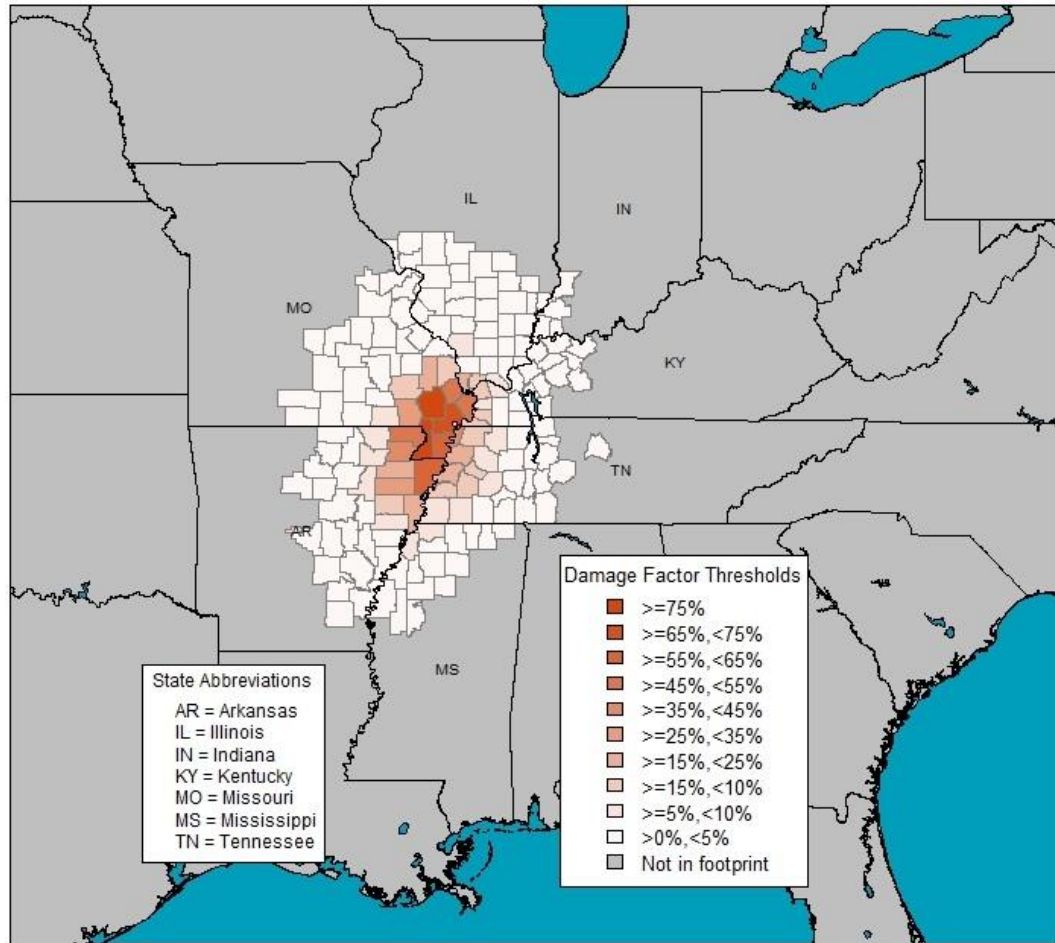 IL
IN
MO
KY
TN
AR
MS
Damage Factor Thresholds
>=75%
>=65%,<75%
>=55%,<65%
>=45%,<55%
>=35%,<45%
>=25%,<35%
>=15%,<25%
>=15%,<10%
>=5%,<10%
>0%,<5%
Not in footprint
State Abbreviations
AR = Arkansas
IL = Illinois
IN = Indiana
KY = Kentucky
MO = Missouri
MS = Mississippi
TN = Tennessee